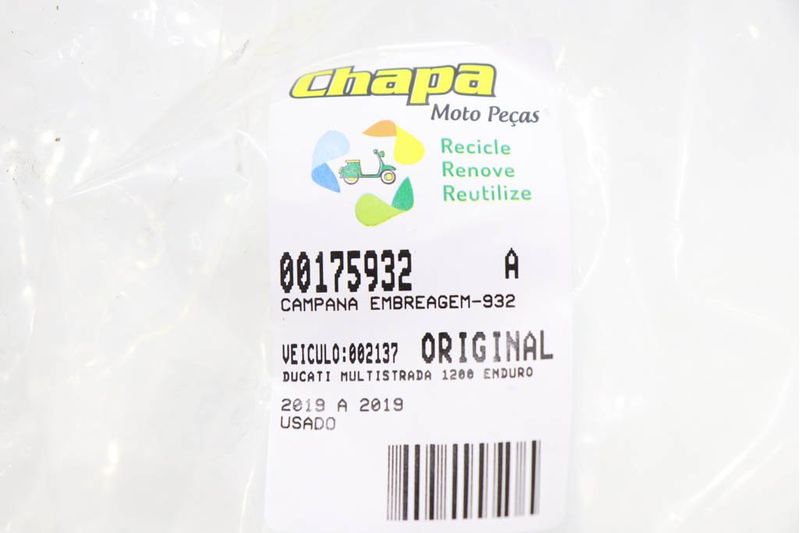 chapa
Moto Peças
Recicle
Renove
Reutilize
00175932 A
CAMPANA EMBREAGEM-932
VEICULO:002137 ORIGINAL
DUCATI MULTISTRADA 1200 ENDURO
2019 A 2019
USADO